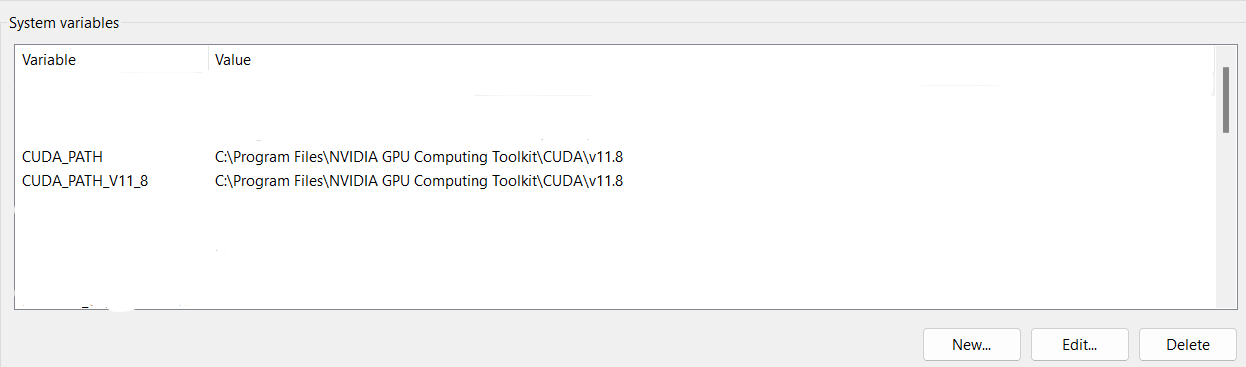 System variables
Variable Value
CUDA_PATH C:\Program Files\NVIDIA GPU Computing Toolkit\CUDA\v11.8
CUDA_PATH_V11_8 C:\Program Files\NVIDIA GPU Computing Toolkit\CUDA\v11.8
New... Edit... Delete